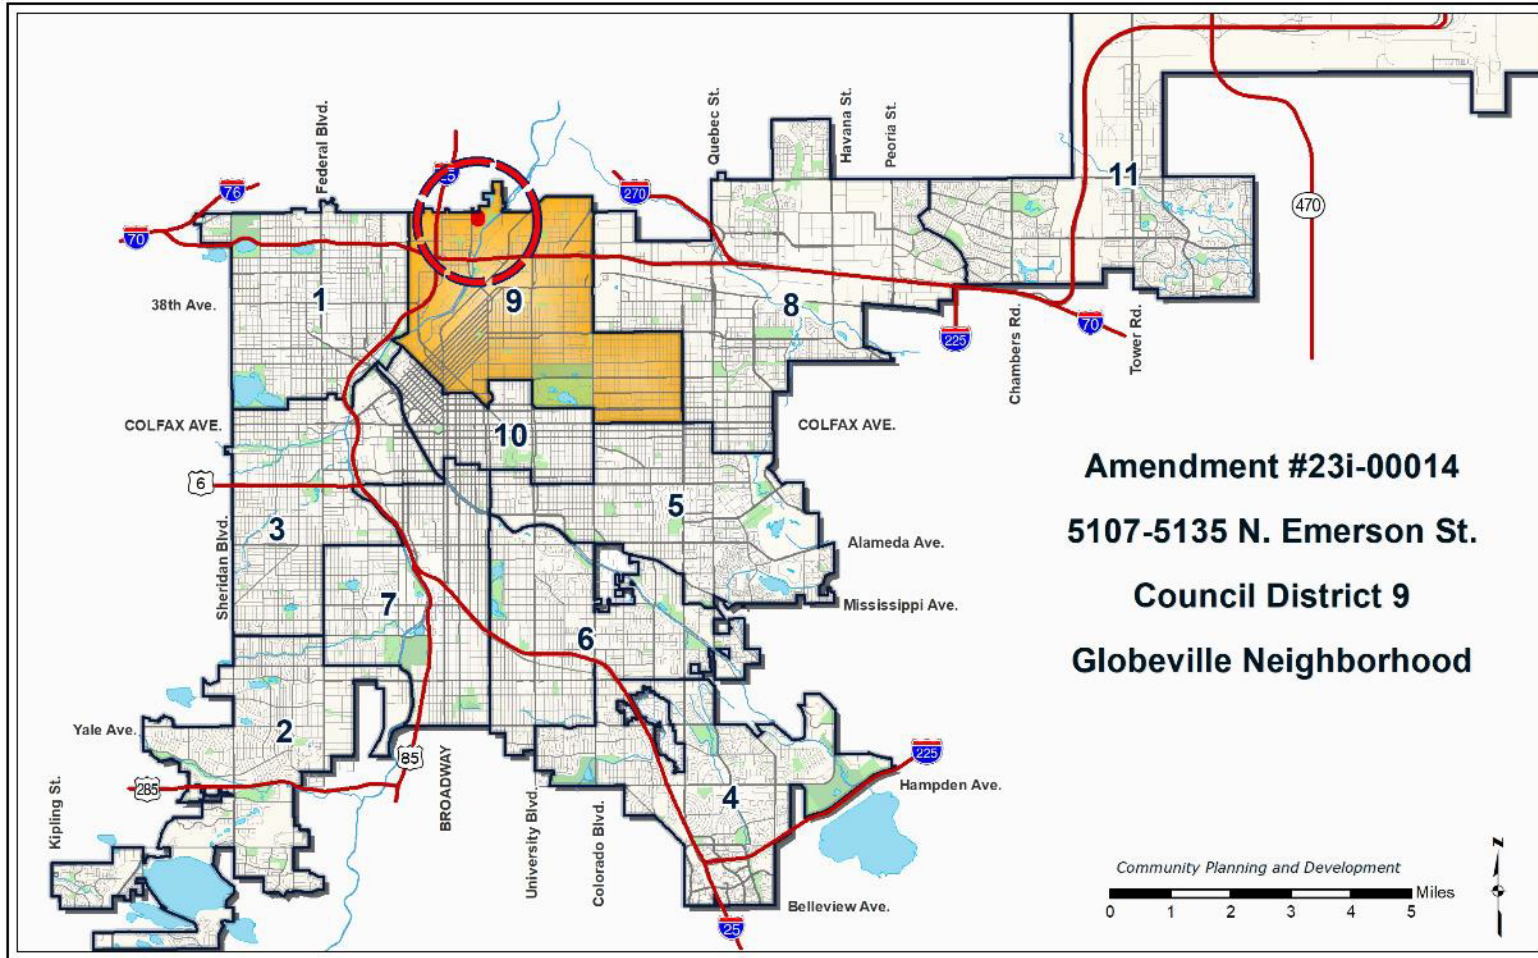 Federal Blvd.
Quebec St.
Havana St.
Peoria St.
76
25
270
11
470
70
38th Ave.
1
9
8
225
70
Chambers Rd.
Tower Rd.
COLFAX AVE.
COLFAX AVE.
10
6
5
3
Sheridan Blvd.
Alameda Ave.
7
Mississippi Ave.
6
Yale Ave.
2
85
225
285
BROADWAY
Hampden Ave.
4
Kipling St.
University Blvd.
Colorado Blvd.
Belleview Ave.
25
Amendment #23i-00014
5107-5135 N. Emerson St.
Council District 9
Globeville Neighborhood
Community Planning and Development
Miles
0 1 2 3 4 5
N